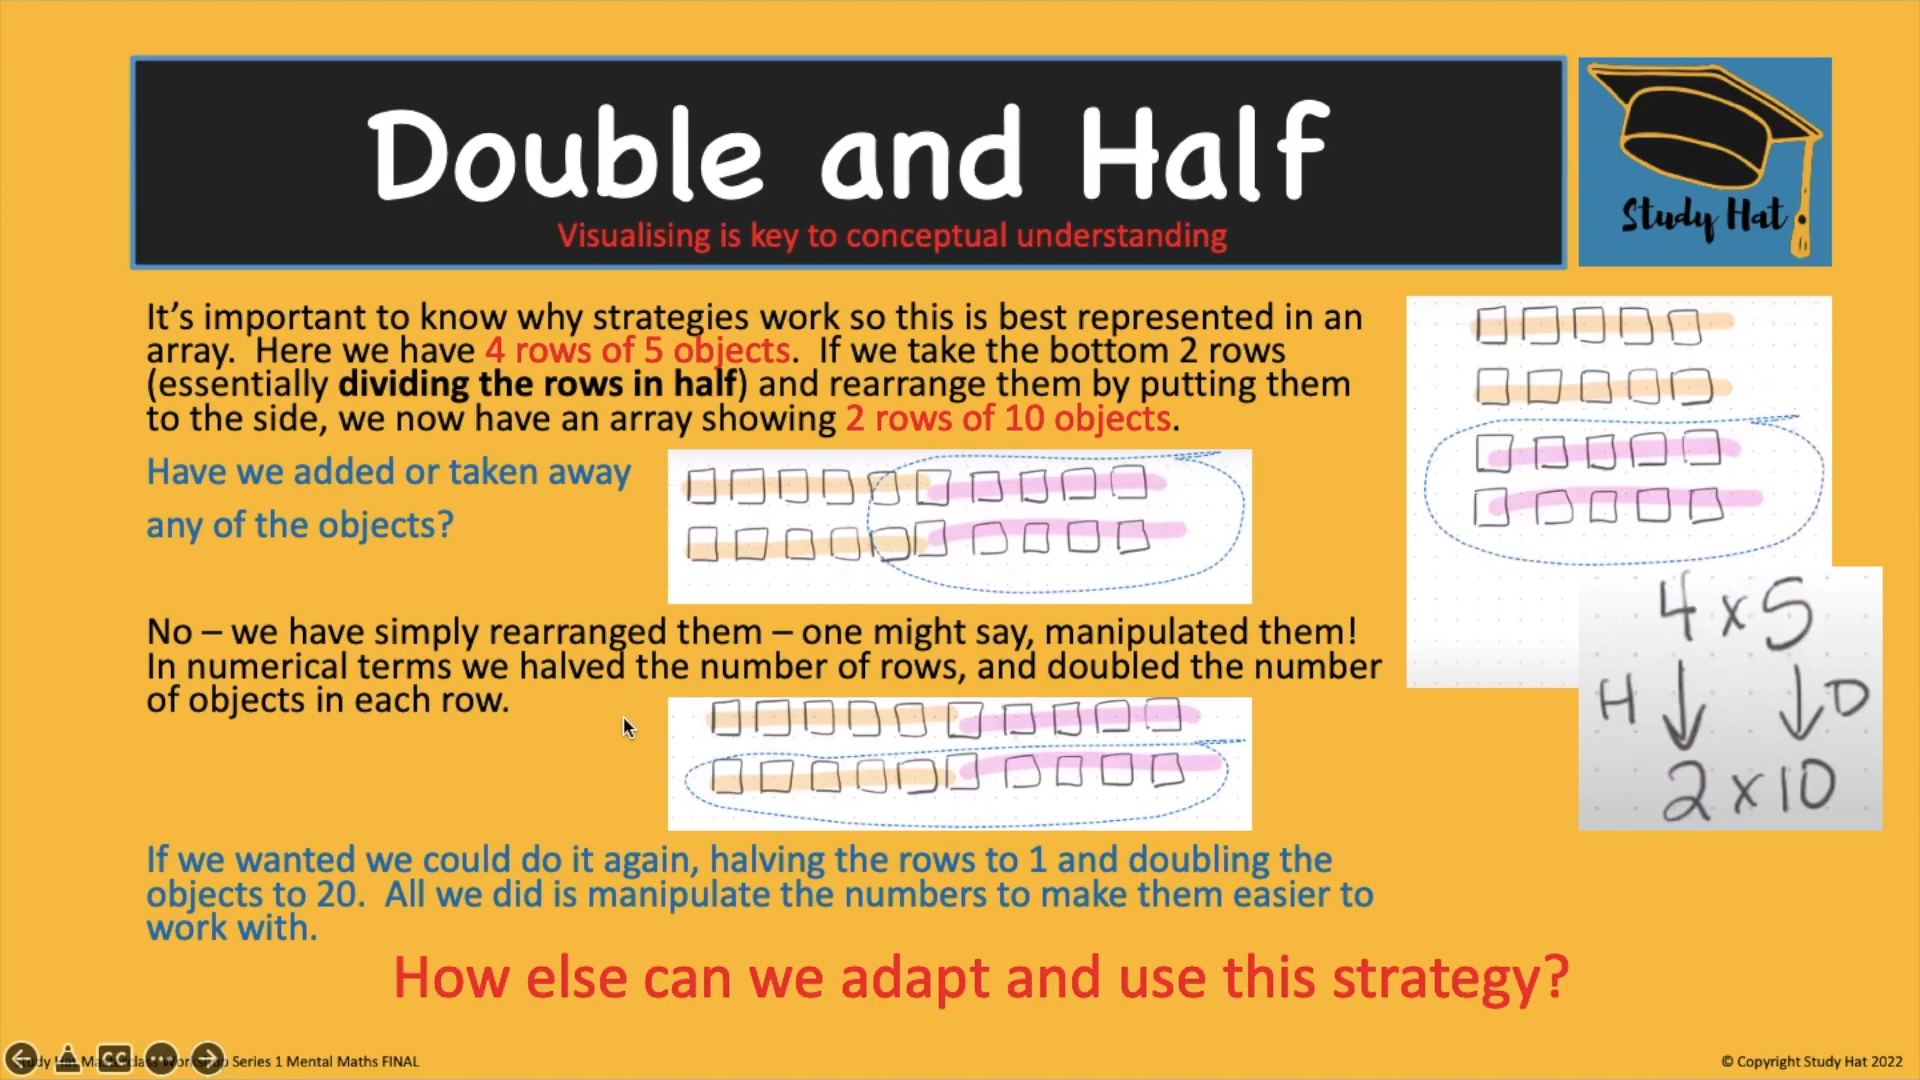 Double and Half
Visualising is key to conceptual understanding
Study Hat
It's important to know why strategies work so this is best represented in an
array.  Here we have 4 rows of 5 objects.  If we take the bottom 2 rows
(essentially dividing the rows in half) and rearrange them by putting them
to the side, we now have an array showing 2 rows of 10 objects.
Have we added or taken away
any of the objects?
No – we have simply rearranged them – one might say, manipulated them!
In numerical terms we halved the number of rows, and doubled the number
of objects in each row.
4 x 5
H D
2 x 10
If we wanted we could do it again, halving the rows to 1 and doubling the
objects to 20.  All we did is manipulate the numbers to make them easier to
work with.
How else can we adapt and use this strategy?
CC
Series 1 Mental Maths FINAL
© Copyright Study Hat 2022